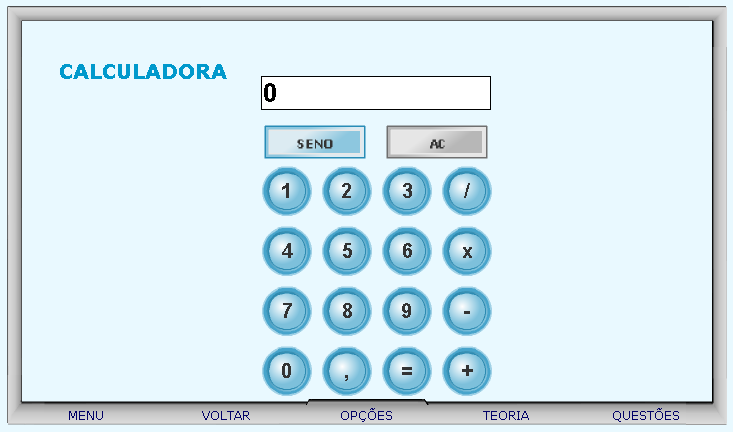 CALCULADORA
0
SENO AC
1 2 3 /
4 5 6 x
7 8 9 -
0 , = +
MENU VOLTAR OPÇÕES TEORIA QUESTÕES